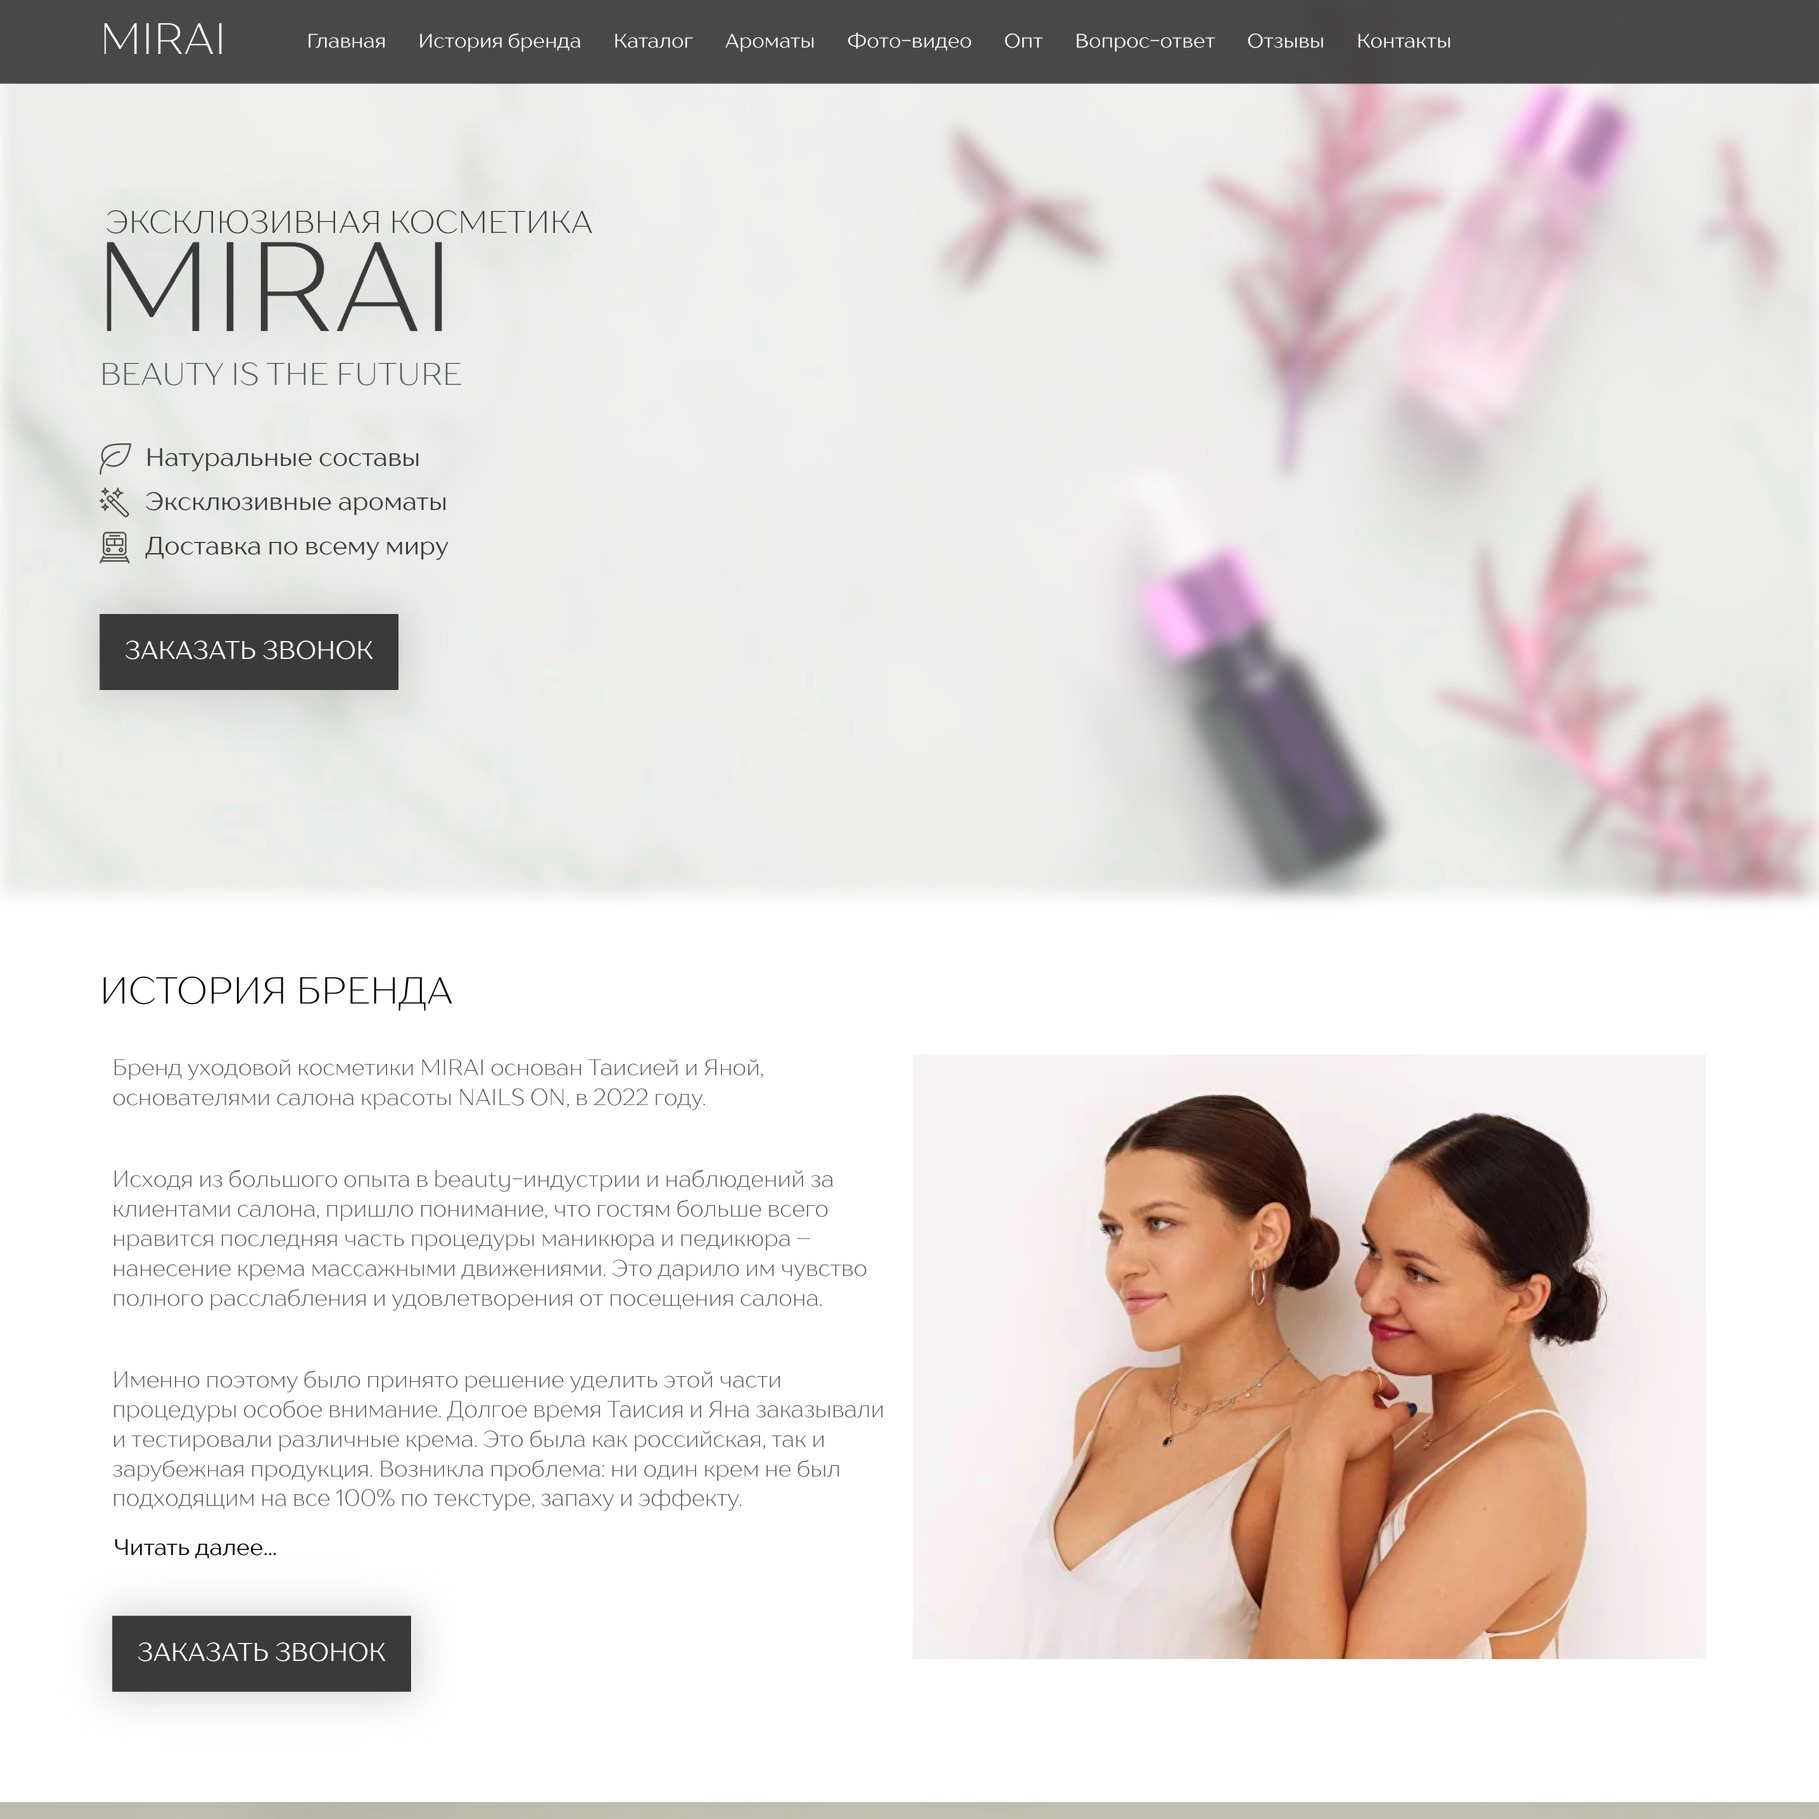 MIRAI
Главная История бренда Каталог Ароматы Фото-видео Опт Вопрос-ответ Отзывы Контакты
ЭКСКЛЮЗИВНАЯ КОСМЕТИКА
MIRAI
BEAUTY IS THE FUTURE
Натуральные составы
Эксклюзивные ароматы
Доставка по всему миру
ЗАКАЗАТЬ ЗВОНОК
ИСТОРИЯ БРЕНДА
Бренд уходовой косметики MIRAI основан Таисией и Яной,
основателями салона красоты NAILS ON, в 2022 году.
Исходя из большого опыта в beauty-индустрии и наблюдений за
клиентами салона, пришло понимание, что гостям больше всего
нравится последняя часть процедуры маникюра и педикюра –
нанесение крема массажными движениями. Это дарило им чувство
полного расслабления и удовлетворения от посещения салона.
Именно поэтому было принято решение уделить этой части
процедуры особое внимание. Долгое время Таисия и Яна заказывали
и тестировали различные крема. Это была как российская, так и
зарубежная продукция. Возникла проблема: ни один крем не был
подходящим на все 100% по текстуре, запаху и эффекту.
Читать далее...
ЗАКАЗАТЬ ЗВОНОК